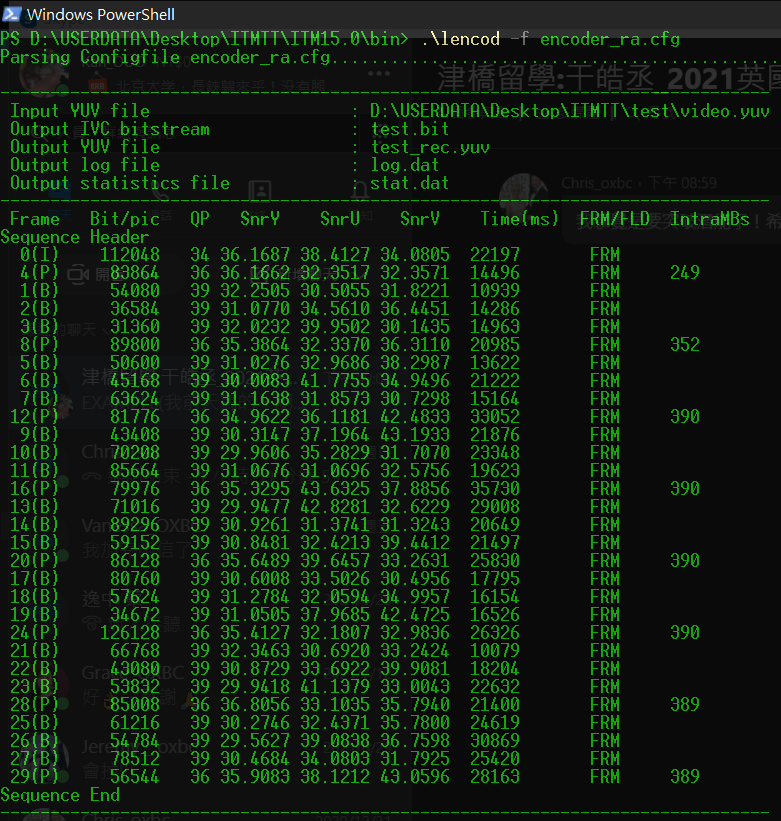 Windows PowerShell
PS D:\USERDATA\Desktop\ITMTT\ITM15.0\bin> .\lencod -f encoder_ra.cfg
Parsing Configfile encoder_ra.cfg.............................................
-----------------------------------------------------------------------------
Input YUV file : D:\USERDATA\Desktop\ITMTT\test\video.yuv
Output IVC bitstream : test.bit
Output YUV file : test_rec.yuv
Output log file : log.dat
Output statistics file : stat.dat
-----------------------------------------------------------------------------
Frame Bit/pic QP SnrY SnrU SnrV Time(ms) FRM/FLD IntraMBs
Sequence Header
0(I) 112048 34 36.1687 38.4127 34.0805 22197 FRM
4(P) 83864 36 36.1662 32.3517 32.3571 14496 FRM 249
1(B) 54080 39 32.2505 30.5055 31.8221 10939 FRM
2(B) 36584 39 31.0770 34.5610 36.4451 14286 FRM
3(B) 31360 39 32.0232 39.9502 30.1435 14963 FRM
8(P) 89800 36 35.3864 32.3370 36.3110 20985 FRM 352
5(B) 50600 39 31.0276 32.9686 38.2987 13622 FRM
6(B) 45168 39 30.0083 41.7755 34.9496 21222 FRM
7(B) 63624 39 31.1638 31.8573 30.7298 15164 FRM
12(P) 81776 36 34.9622 36.1181 42.4833 33052 FRM 390
9(B) 43408 39 30.3147 37.1964 43.1933 21876 FRM
10(B) 70208 39 29.9606 35.2829 31.7070 23348 FRM
11(B) 85664 39 31.0676 31.0696 32.5756 19623 FRM
16(P) 79976 36 35.3295 43.6325 37.8856 35730 FRM 390
13(B) 71016 39 29.9477 42.8281 32.6229 29008 FRM
14(B) 89296 39 30.9261 31.3741 31.3243 20649 FRM
15(B) 59152 39 30.8481 32.4213 39.4412 21497 FRM
20(P) 86128 36 35.6489 39.6457 33.2631 25830 FRM 390
17(B) 80760 39 30.6008 33.5026 30.4956 17795 FRM
18(B) 57624 39 31.2784 32.0594 34.9957 16154 FRM
19(B) 34672 39 31.0505 37.9685 42.4725 16526 FRM
24(P) 126128 36 35.4127 32.1807 32.9836 26326 FRM 390
21(B) 66768 39 32.3463 30.6920 33.2424 10079 FRM
22(B) 43080 39 30.8729 33.6922 39.9081 18204 FRM
23(B) 53832 39 29.9418 41.1379 33.0043 22632 FRM
28(P) 85008 36 36.8056 33.1035 35.7940 21400 FRM 389
25(B) 61216 39 30.2746 32.4371 35.7800 24619 FRM
26(B) 54784 39 29.5627 39.0838 36.7598 30869 FRM
27(B) 78512 39 30.4684 34.0803 31.7925 25420 FRM
29(P) 56544 36 35.9083 38.1212 43.0596 28163 FRM 389
Sequence End
-----------------------------------------------------------------------------
津橋留學:干皓丞_2021英國
Chris_oxbc，下午 08:59